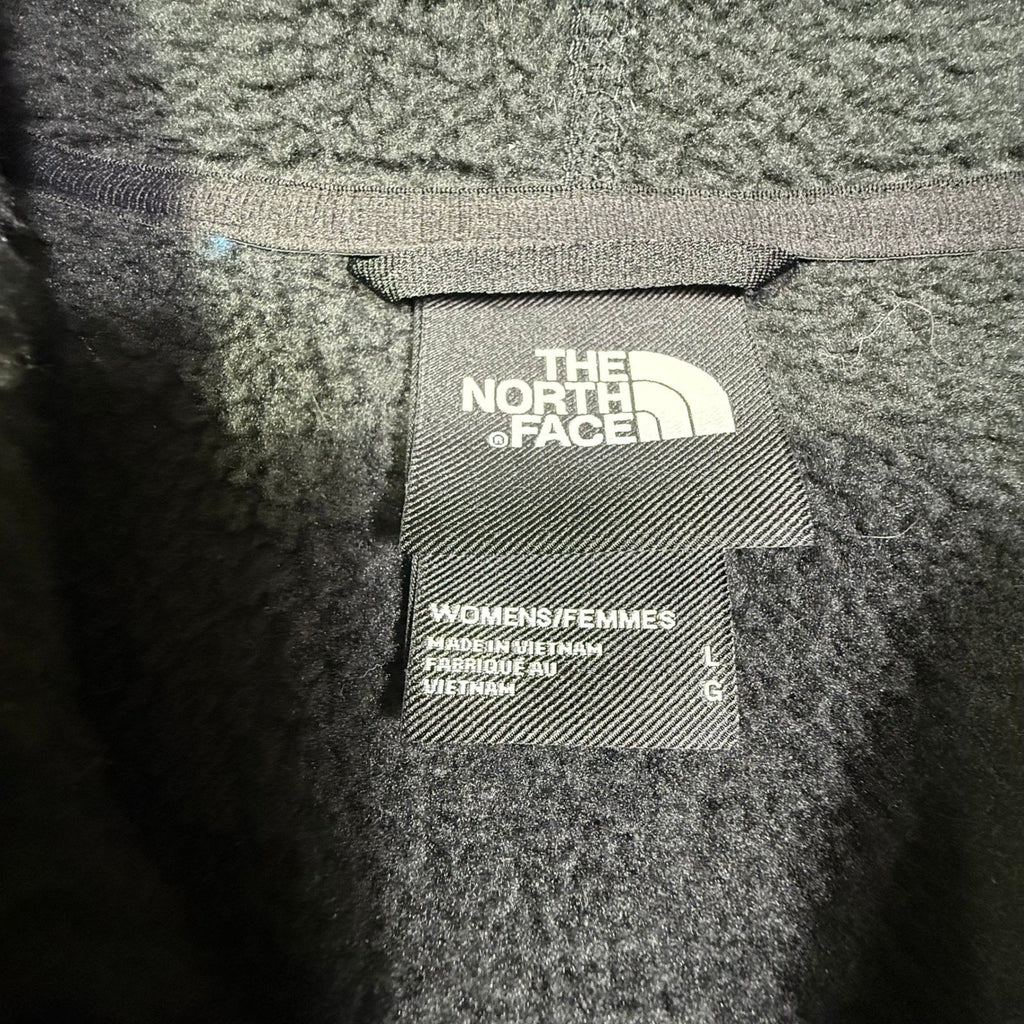 THE
NORTH
® FACE
WOMENS/FEMMES
MADE IN VIETNAM
FABRIQUÉ AU
VIETNAM
L
G